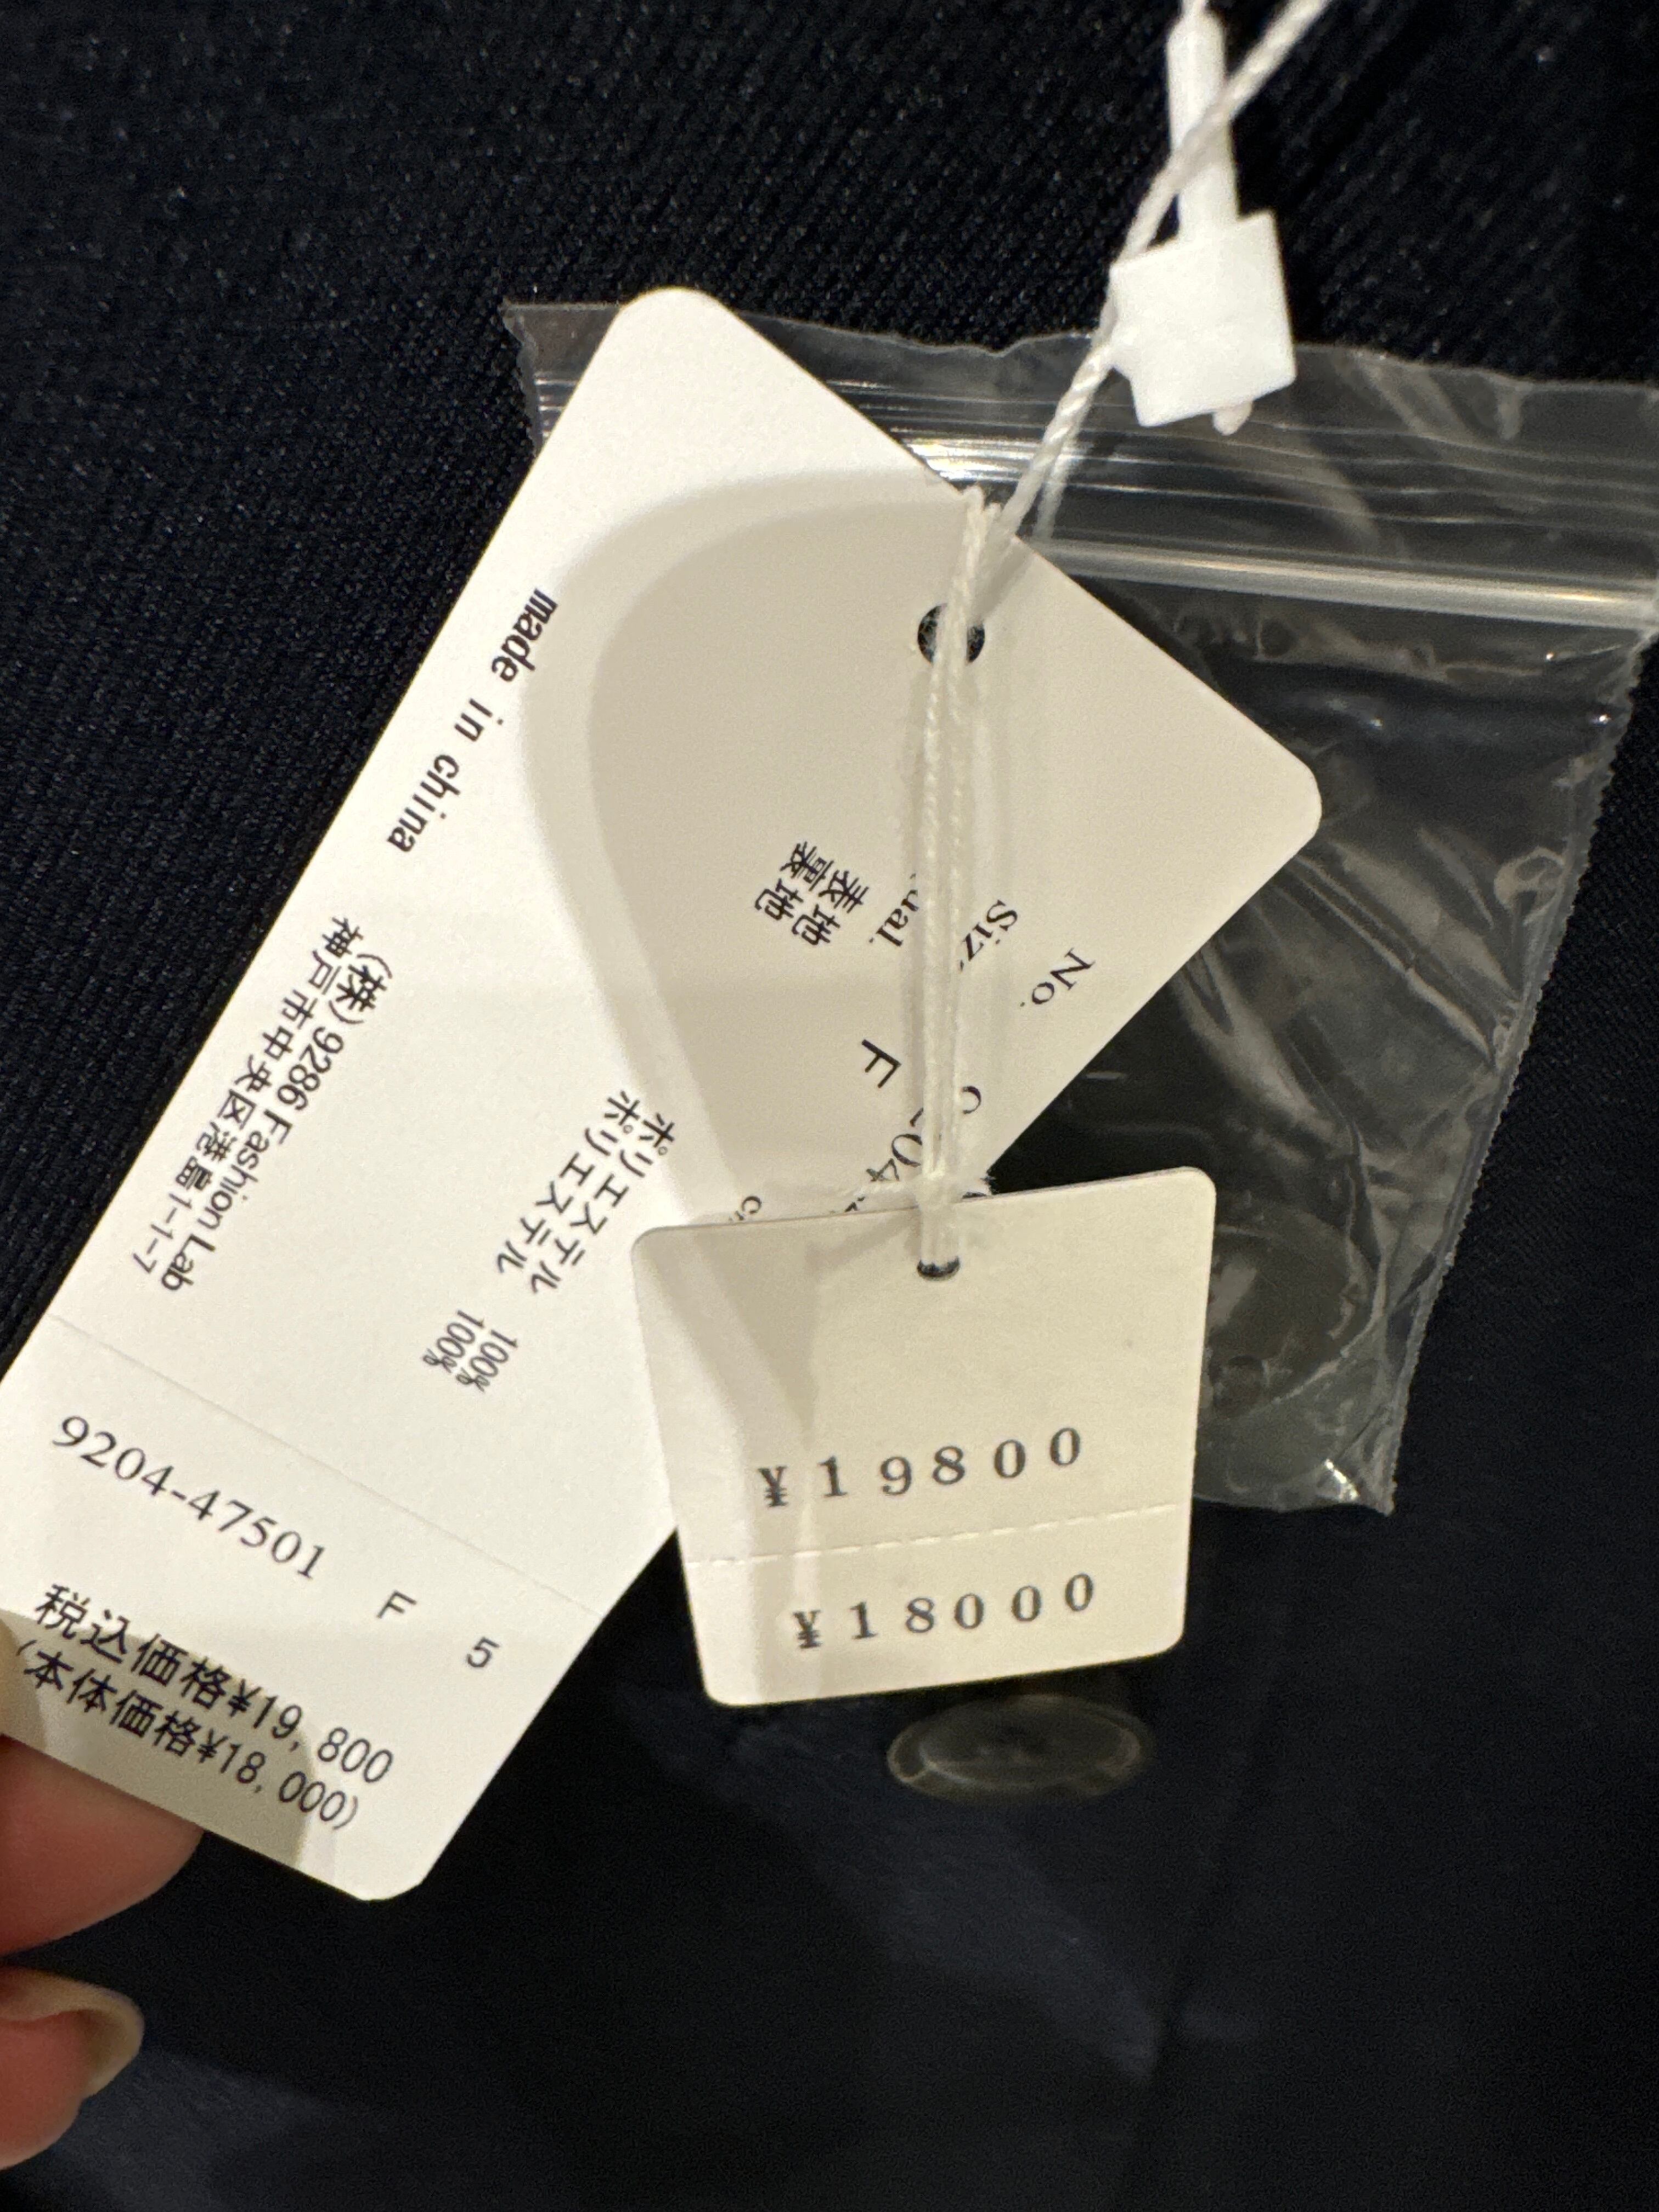 No.
Siz
ual.
F
表地
裏地
ポリエステル 100%
ポリエステル 100%
made in china
(株) 9286 Fashion Lab
神戸市中央区港島1-1-7
9204-47501 F 5
税込価格¥19,800
(本体価格¥18,000)
¥19800
¥18000